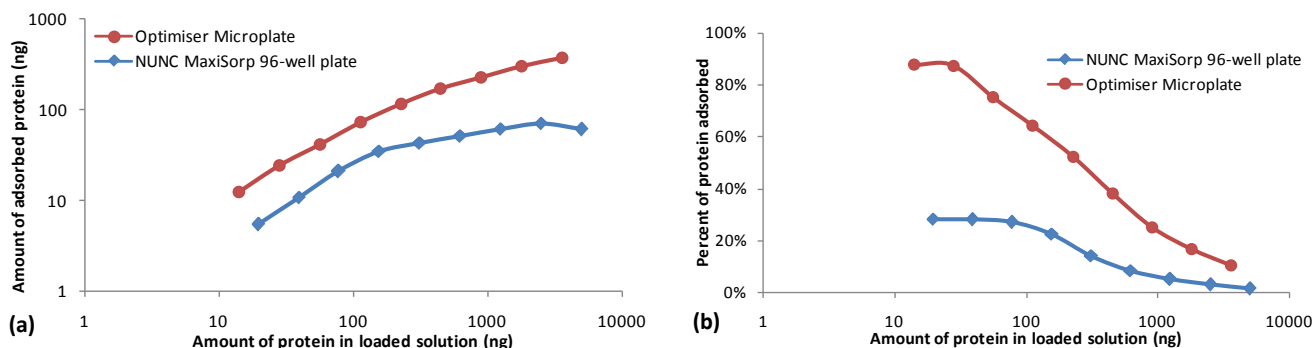 1000
100
10
1
Amount of adsorbed protein (ng)
Optimiser Microplate
NUNC MaxiSorp 96-well plate
1 10 100 1000 10000
Amount of protein in loaded solution (ng)
(a)
100%
80%
60%
40%
20%
0%
Percent of protein adsorbed
NUNC MaxiSorp 96-well plate
Optimiser Microplate
1 10 100 1000 10000
Amount of protein in loaded solution (ng)
(b)